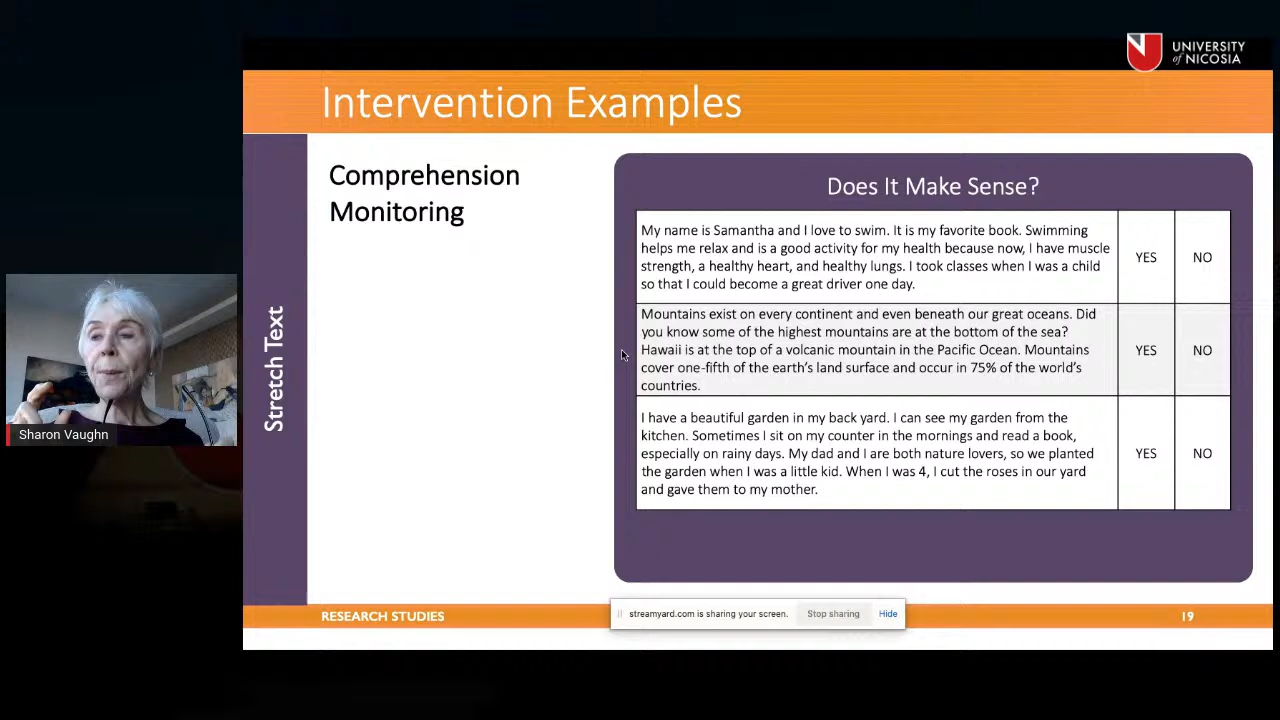 UNIVERSITY
of NICOSIA
Intervention Examples
Comprehension
Monitoring
Stretch Text
Does It Make Sense?
My name is Samantha and I love to swim. It is my favorite book. Swimming
helps me relax and is a good activity for my health because now, I have muscle
strength, a healthy heart, and healthy lungs. I took classes when I was a child
so that I could become a great driver one day.
YES
NO
Mountains exist on every continent and even beneath our great oceans. Did
you know some of the highest mountains are at the bottom of the sea?
Hawaii is at the top of a volcanic mountain in the Pacific Ocean. Mountains
cover one-fifth of the earth's land surface and occur in 75% of the world's
countries.
YES
NO
I have a beautiful garden in my back yard. I can see my garden from the
kitchen. Sometimes I sit on my counter in the mornings and read a book,
especially on rainy days. My dad and I are both nature lovers, so we planted
the garden when I was a little kid. When I was 4, I cut the roses in our yard
and gave them to my mother.
YES
NO
Sharon Vaughn
RESEARCH STUDIES
streamyard.com is sharing your screen.
Stop sharing
Hide
19